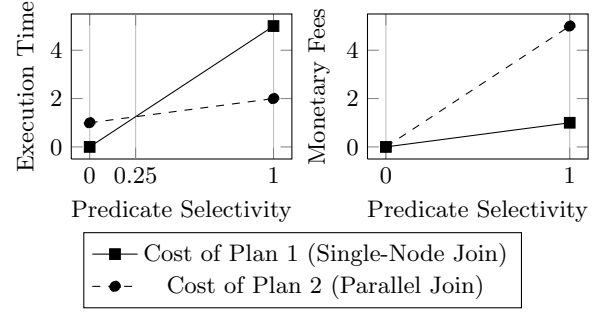 Execution Time
4
2
0
0 0.25 1
Predicate Selectivity
Monetary Fees
4
2
0
0 1
Predicate Selectivity
Cost of Plan 1 (Single-Node Join)
Cost of Plan 2 (Parallel Join)